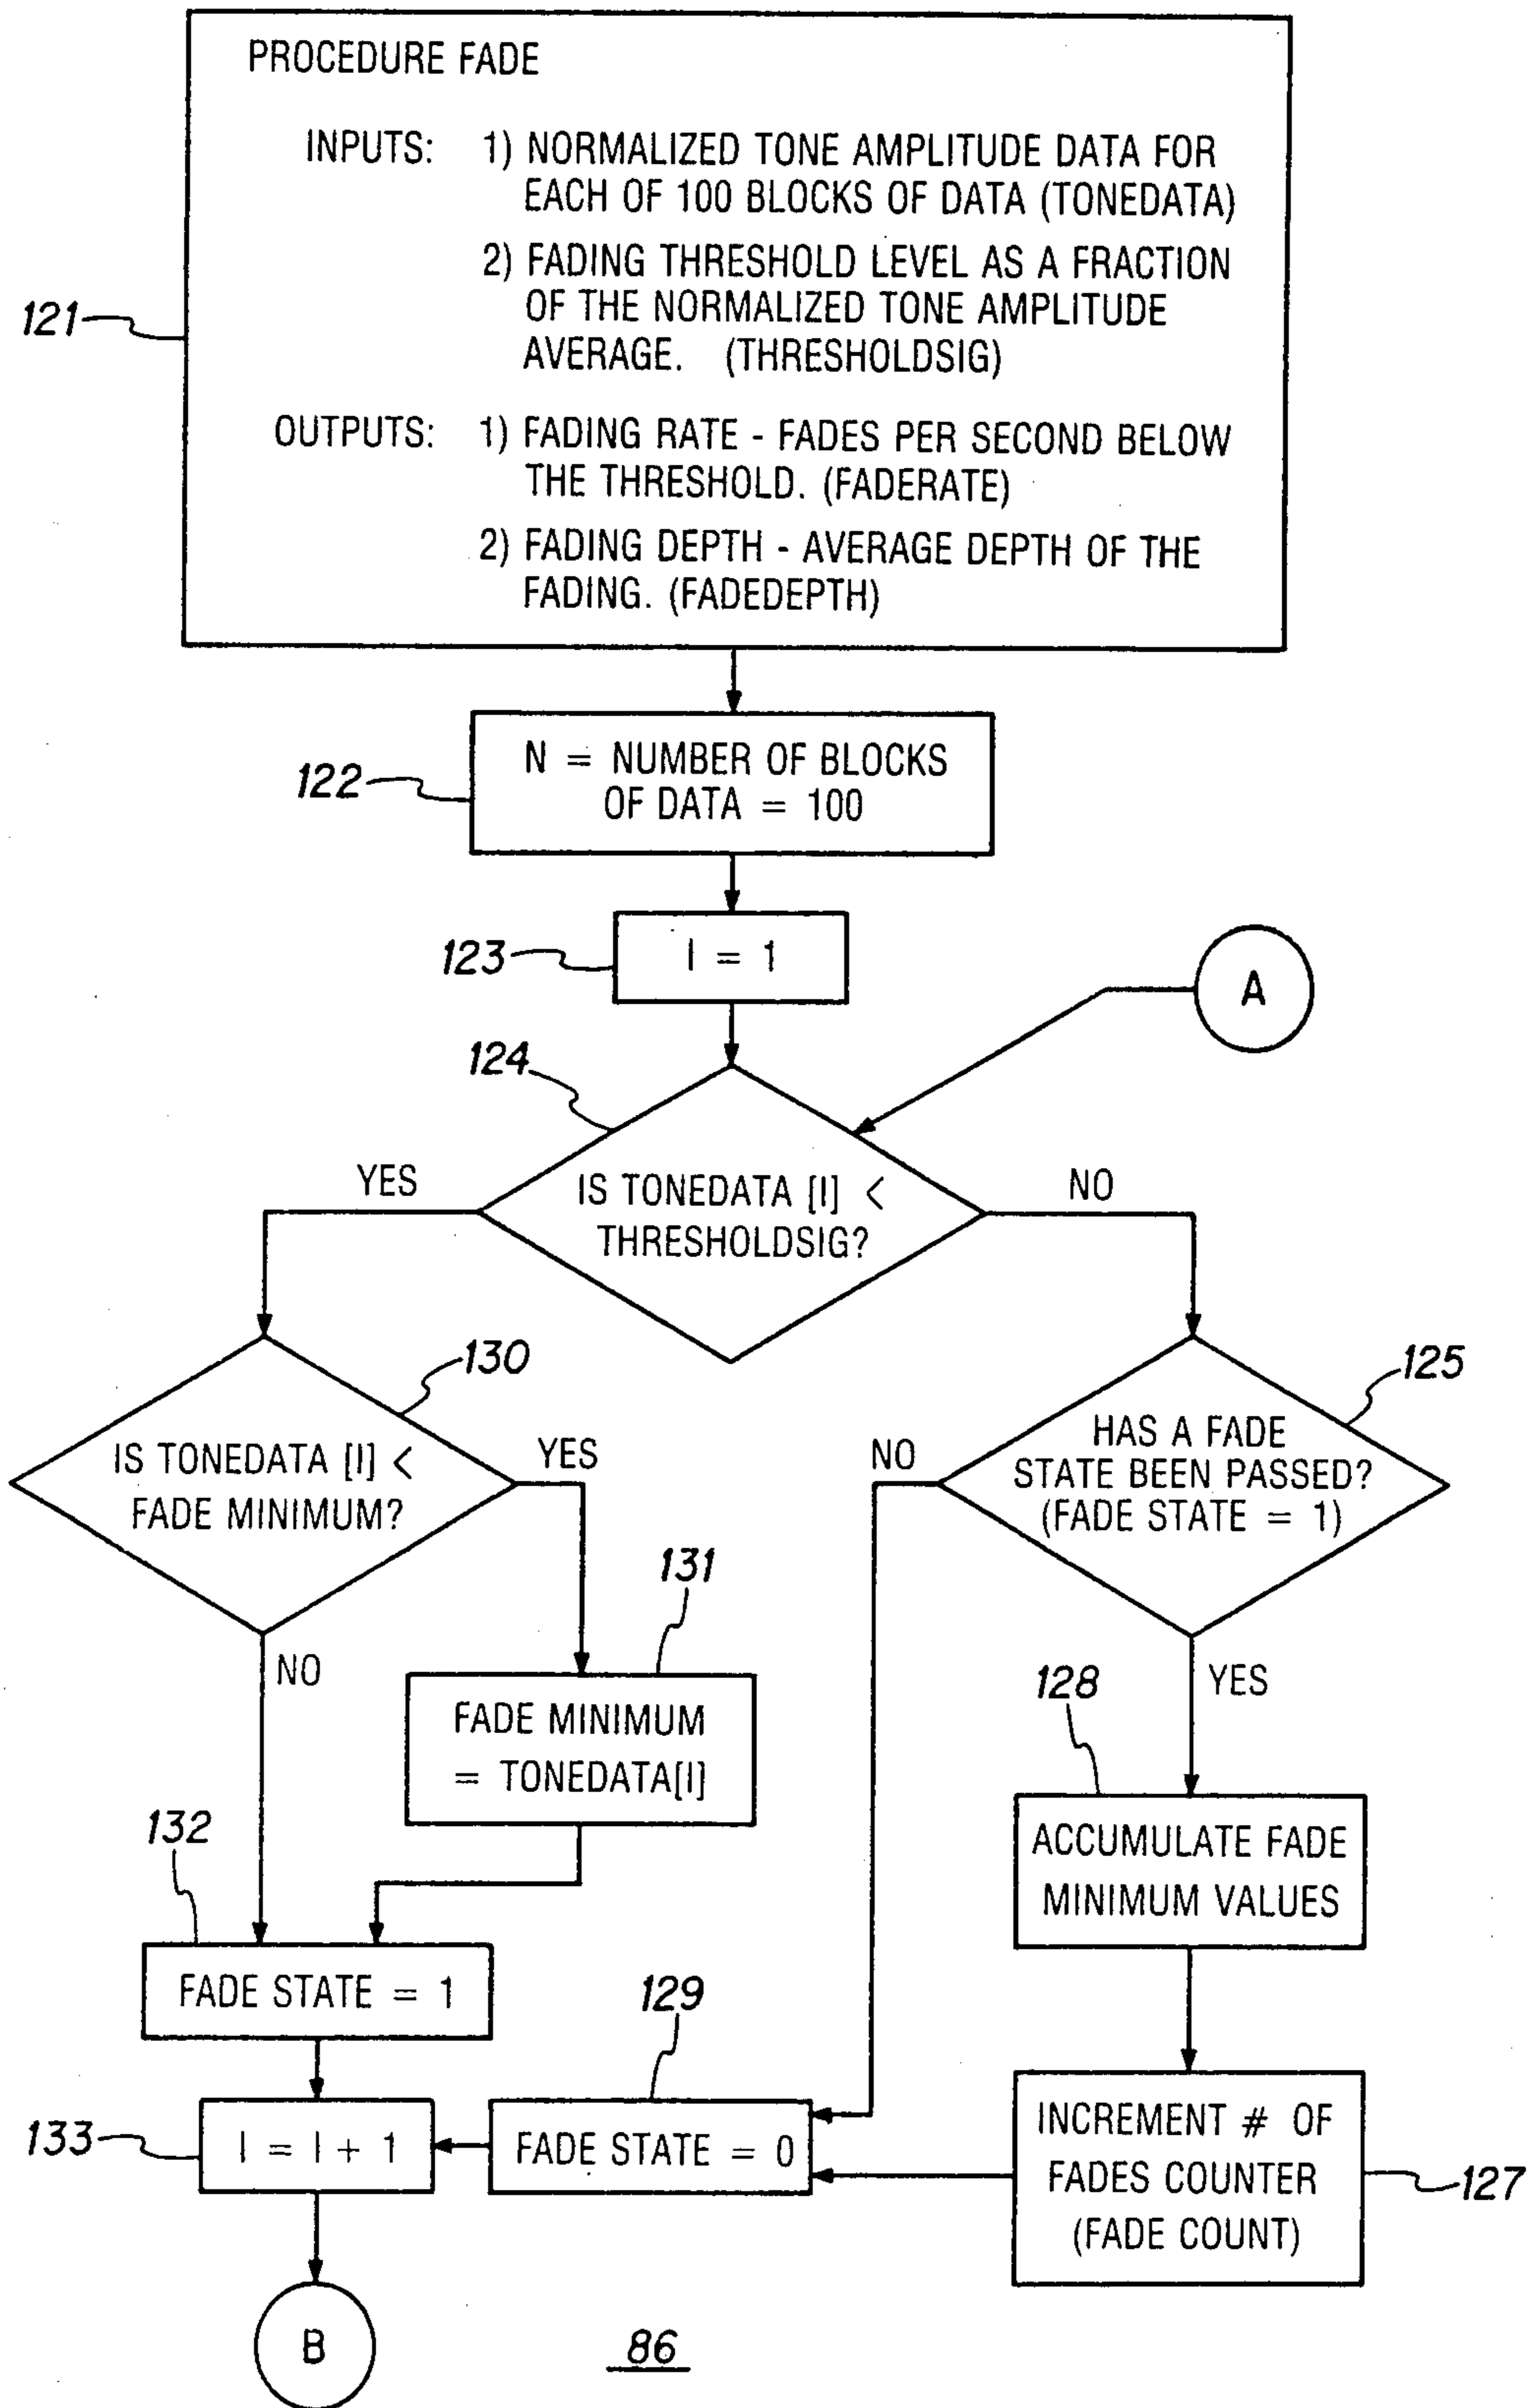 PROCEDURE FADE
INPUTS: 1) NORMALIZED TONE AMPLITUDE DATA FOR
EACH OF 100 BLOCKS OF DATA (TONEDATA)
2) FADING THRESHOLD LEVEL AS A FRACTION
OF THE NORMALIZED TONE AMPLITUDE
AVERAGE. (THRESHOLDSIG)
OUTPUTS: 1) FADING RATE - FADES PER SECOND BELOW
THE THRESHOLD. (FADERATE)
2) FADING DEPTH - AVERAGE DEPTH OF THE
FADING. (FADEDEPTH)
121
N = NUMBER OF BLOCKS
OF DATA = 100
122
I = 1
123
A
124
IS TONEDATA [I] <
THRESHOLDSIG?
YES
NO
130
IS TONEDATA [I] <
FADE MINIMUM?
YES
NO
125
HAS A FADE
STATE BEEN PASSED?
(FADE STATE = 1)
NO
YES
131
FADE MINIMUM
= TONEDATA[I]
128
ACCUMULATE FADE
MINIMUM VALUES
132
FADE STATE = 1
129
FADE STATE = 0
133
I = I + 1
INCREMENT # OF
FADES COUNTER
(FADE COUNT)
127
B
86